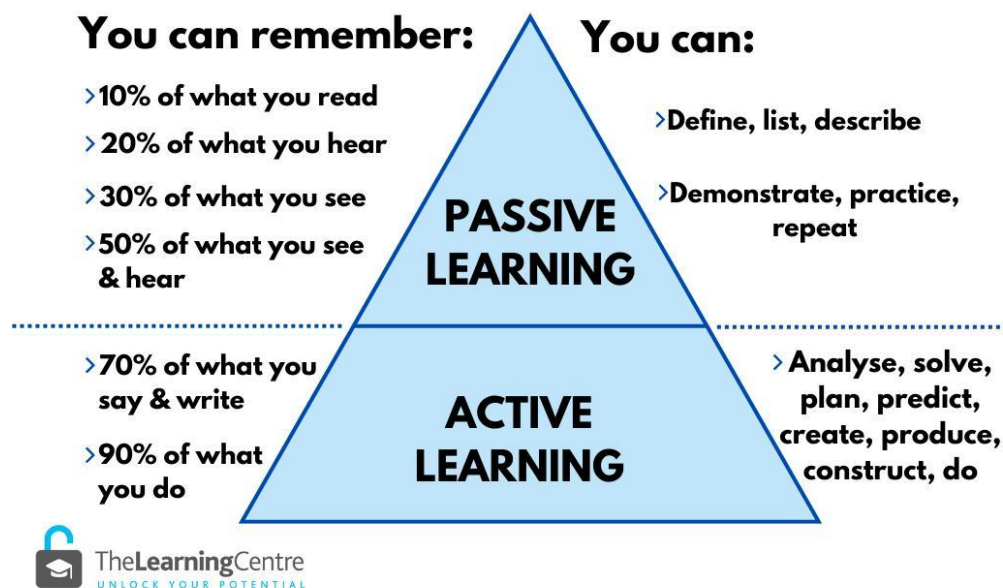 You can remember:
>10% of what you read
>20% of what you hear
>30% of what you see
>50% of what you see
& hear
You can:
>Define, list, describe
>Demonstrate, practice,
repeat
PASSIVE
LEARNING
>70% of what you
say & write
>90% of what
you do
ACTIVE
LEARNING
> Analyse, solve,
plan, predict,
create, produce,
construct, do
TheLearningCentre
UNLOCK YOUR POTENTIAL